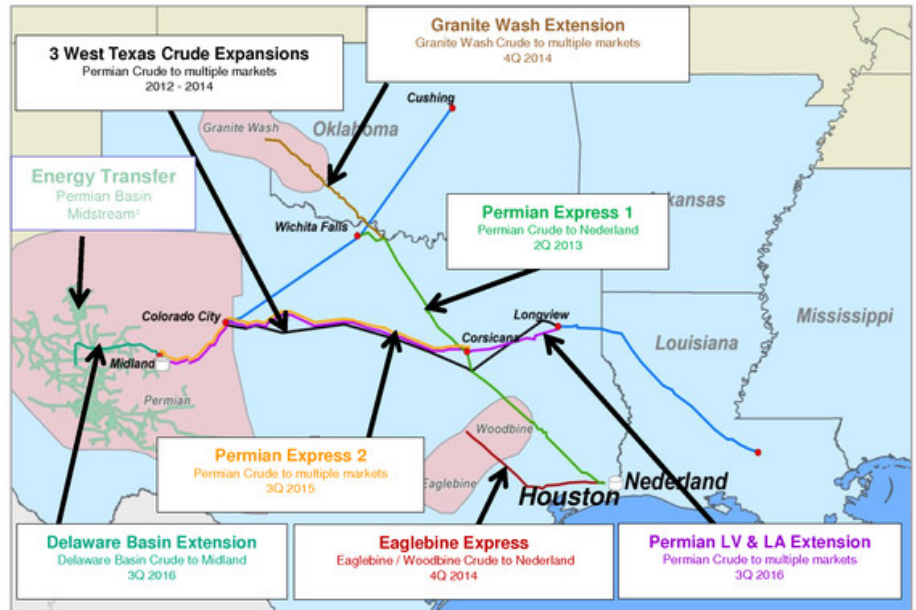 Granite Wash Extension
Granite Wash Crude to multiple markets
4Q 2014
3 West Texas Crude Expansions
Permian Crude to multiple markets
2012 - 2014
Cushing
Granite Wash
Oklahoma
Energy Transfer
Permian Basin
Midstream
Wichita Falls
kansas
Permian Express 1
Permian Crude to Nederland
2Q 2013
Colorado City
Longview
Mississippi
Corsicana
Louisiana
Midland
Permian
Woodbine
Permian Express 2
Permian Crude to multiple markets
3Q 2015
Eaglebine
Houston
Nederland
Delaware Basin Extension
Delaware Basin Crude to Midland
3Q 2016
Eaglebine Express
Eaglebine / Woodbine Crude to Nederland
4Q 2014
Permian LV & LA Extension
Permian Crude to multiple markets
3Q 2016